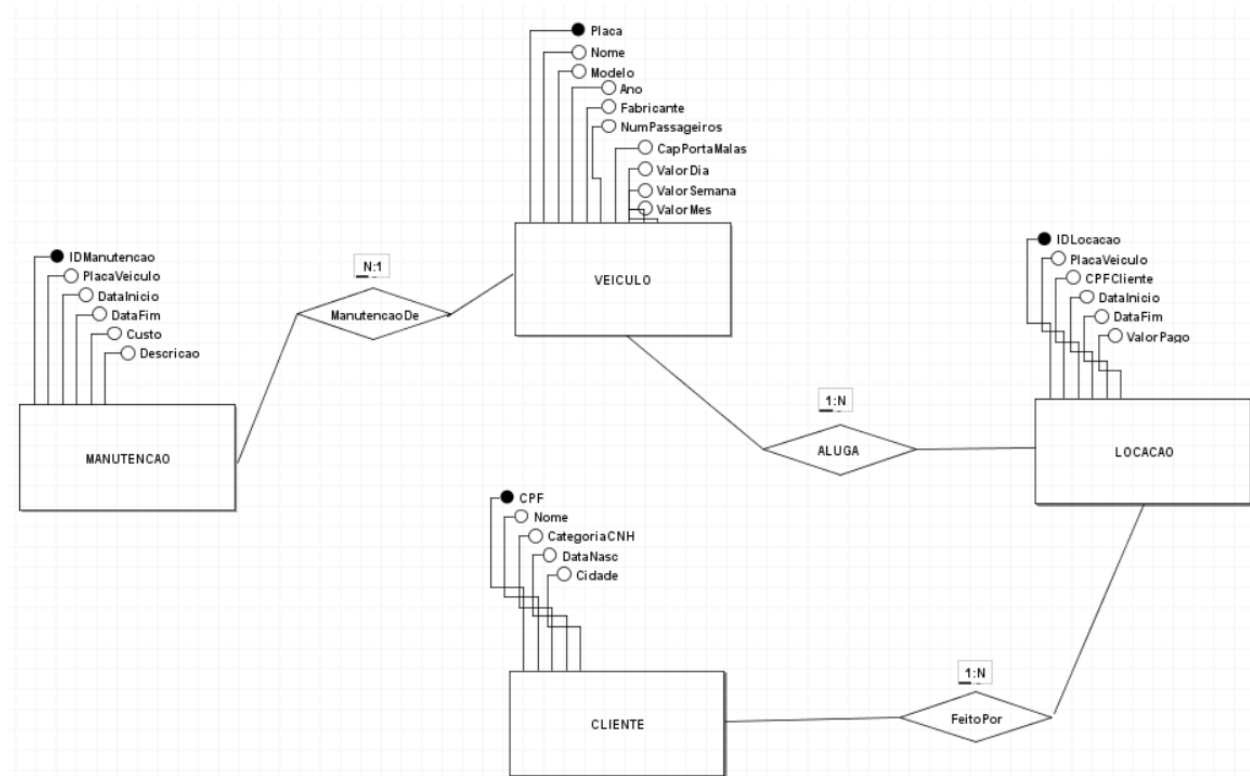 Placa
Nome
Modelo
Ano
Fabricante
NumPassageiros
CapPortaMalas
ValorDia
ValorSemana
ValorMes
VEICULO
IDManutencao
PlacaVeiculo
DataInicio
DataFim
Custo
Descricao
MANUTENCAO
N:1
ManutencaoDe
IDLocacao
PlacaVeiculo
CPFCliente
DataInicio
DataFim
ValorPago
LOCACAO
1:N
ALUGA
CPF
Nome
CategoriaCNH
DataNasc
Cidade
CLIENTE
1:N
FeitoPor